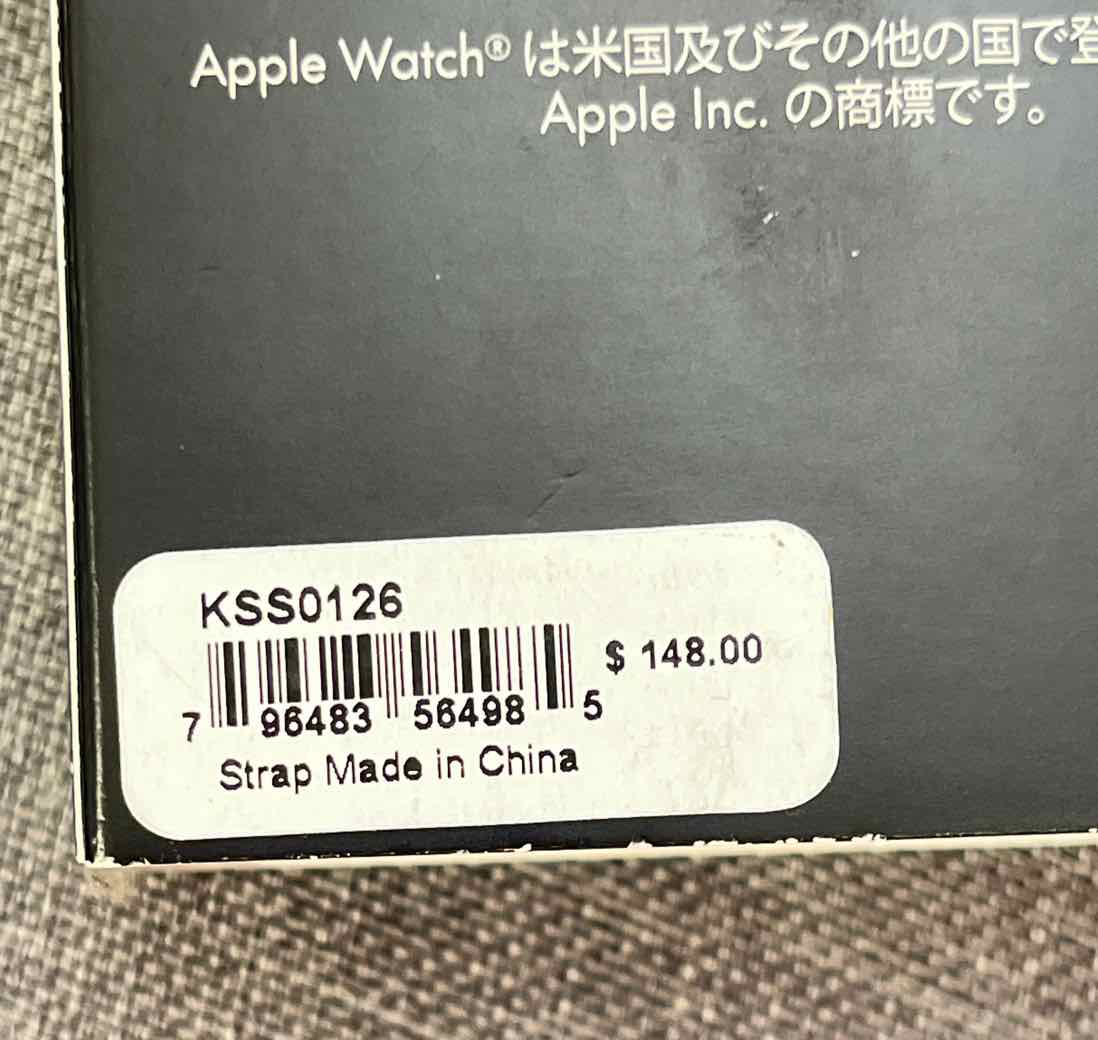 Apple Watch® は米国及びその他の国で登
Apple Inc. の商標です。
KSS0126
$ 148.00
7 96483 56498 5
Strap Made in China